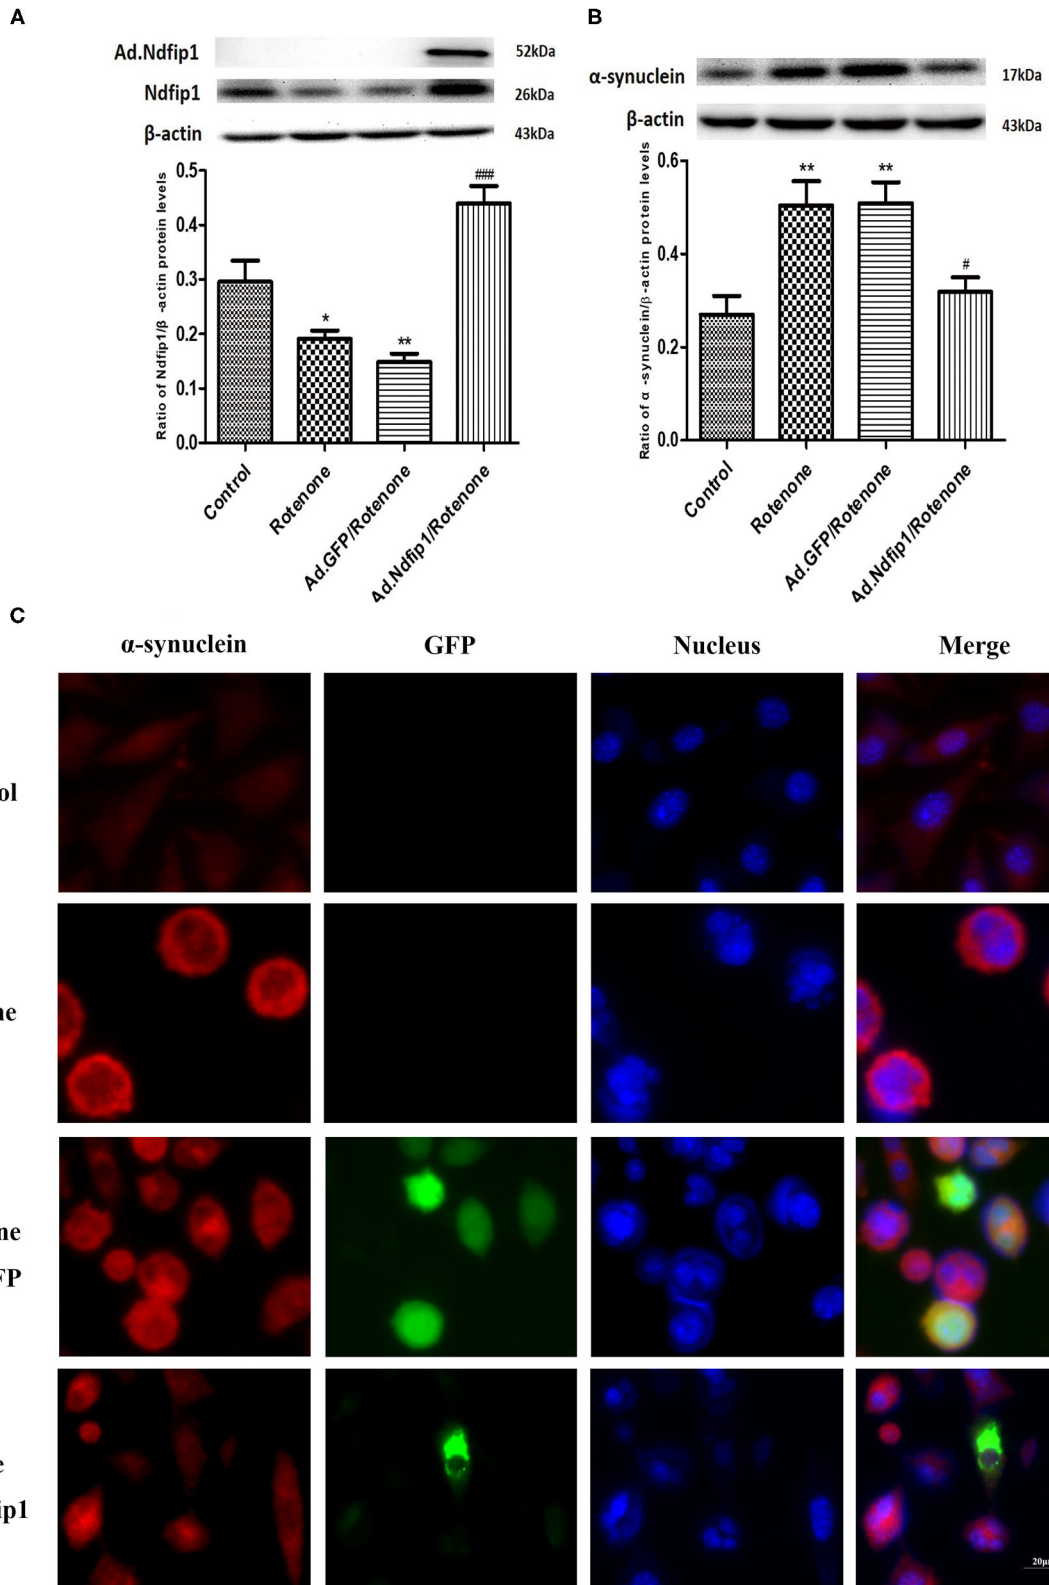 A
Ad.Ndfip1
52kDa
Ndfip1
26kDa
β-actin
43kDa
Ratio of Ndfip1/β -actin protein levels
0.5
0.4
0.3
0.2
0.1
0.0
*
**
###
Control
Rotenone
Ad.GFP/Rotenone
Ad.Ndfip1/Rotenone
B
α-synuclein
17kDa
β-actin
43kDa
Ratio of α -synuclein/β-actin protein levels
0.6
0.4
0.2
0.0
**
**
#
Control
Rotenone
Ad.GFP/Rotenone
Ad.Ndfip1/Rotenone
C
α-synuclein
GFP
Nucleus
Merge
ol
ne
ne
FP
e
ip1
20μ